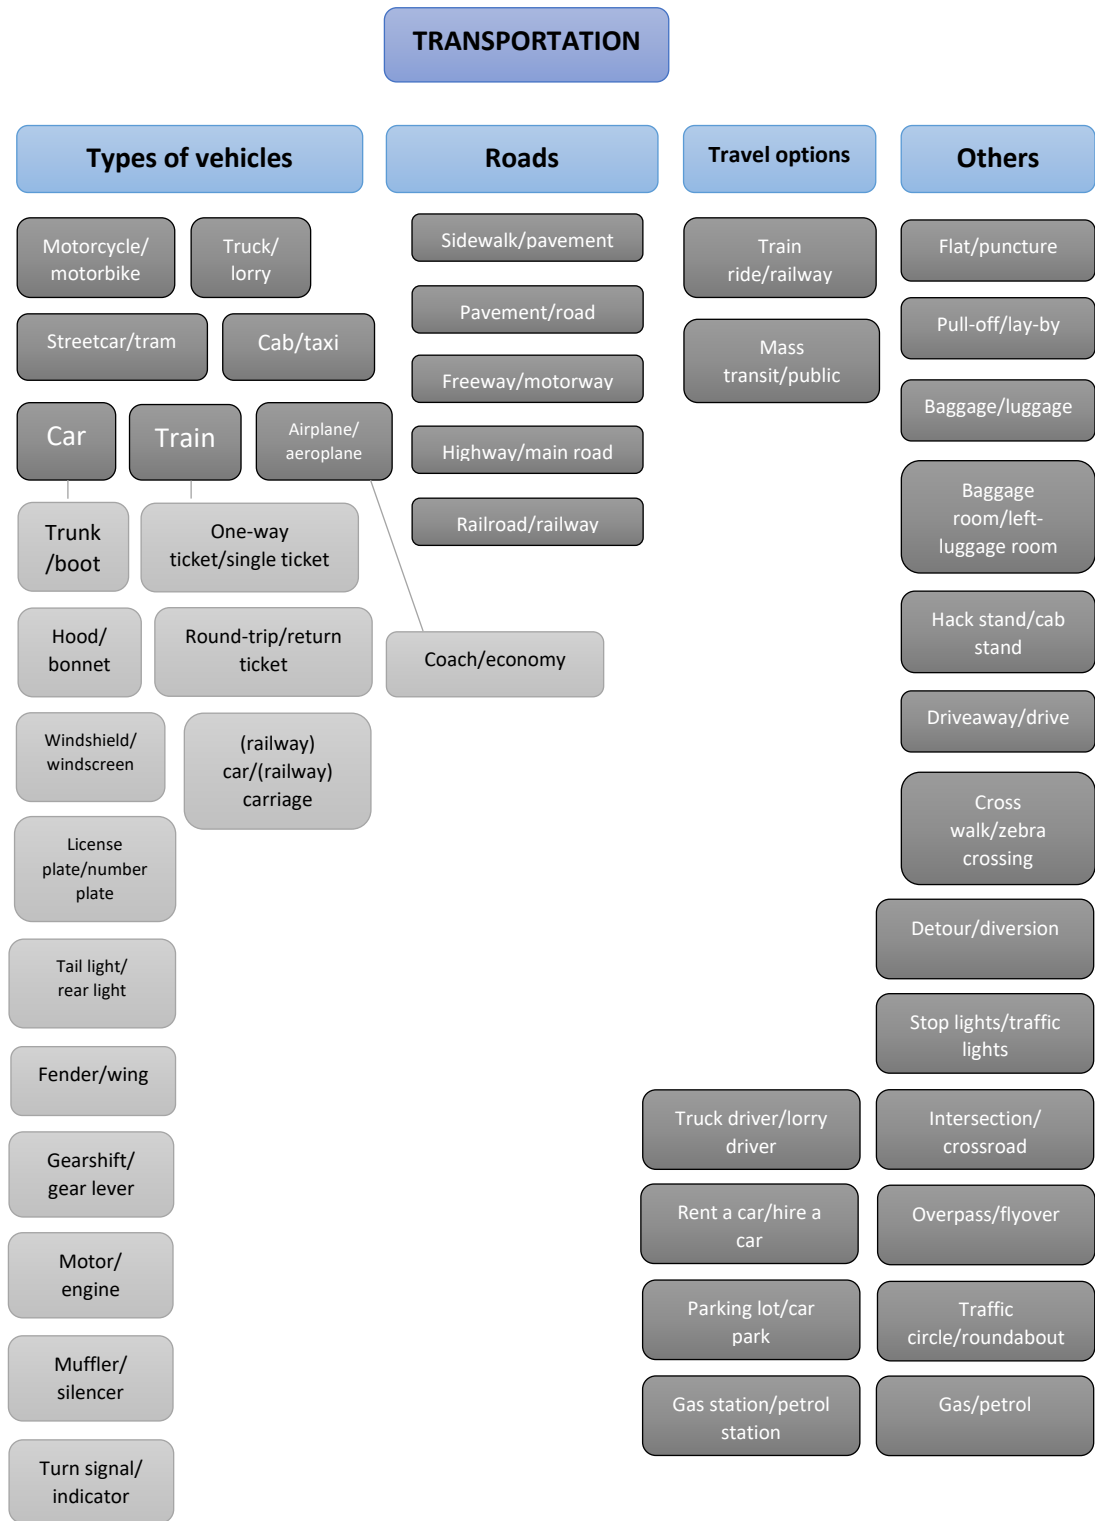 TRANSPORTATION
Types of vehicles
Roads
Travel options
Others
Motorcycle/
motorbike
Truck/
lorry
Streetcar/tram
Cab/taxi
Car
Train
Airplane/
aeroplane
Trunk
/boot
One-way
ticket/single ticket
Hood/
bonnet
Round-trip/return
ticket
Coach/economy
Windshield/
windscreen
(railway)
car/(railway)
carriage
License
plate/number
plate
Tail light/
rear light
Fender/wing
Gearshift/
gear lever
Motor/
engine
Muffler/
silencer
Turn signal/
indicator
Sidewalk/pavement
Pavement/road
Freeway/motorway
Highway/main road
Railroad/railway
Train
ride/railway
Mass
transit/public
Flat/puncture
Pull-off/lay-by
Baggage/luggage
Baggage
room/left-
luggage room
Hack stand/cab
stand
Driveaway/drive
Cross
walk/zebra
crossing
Detour/diversion
Stop lights/traffic
lights
Truck driver/lorry
driver
Intersection/
crossroad
Rent a car/hire a
car
Overpass/flyover
Parking lot/car
park
Traffic
circle/roundabout
Gas station/petrol
station
Gas/petrol